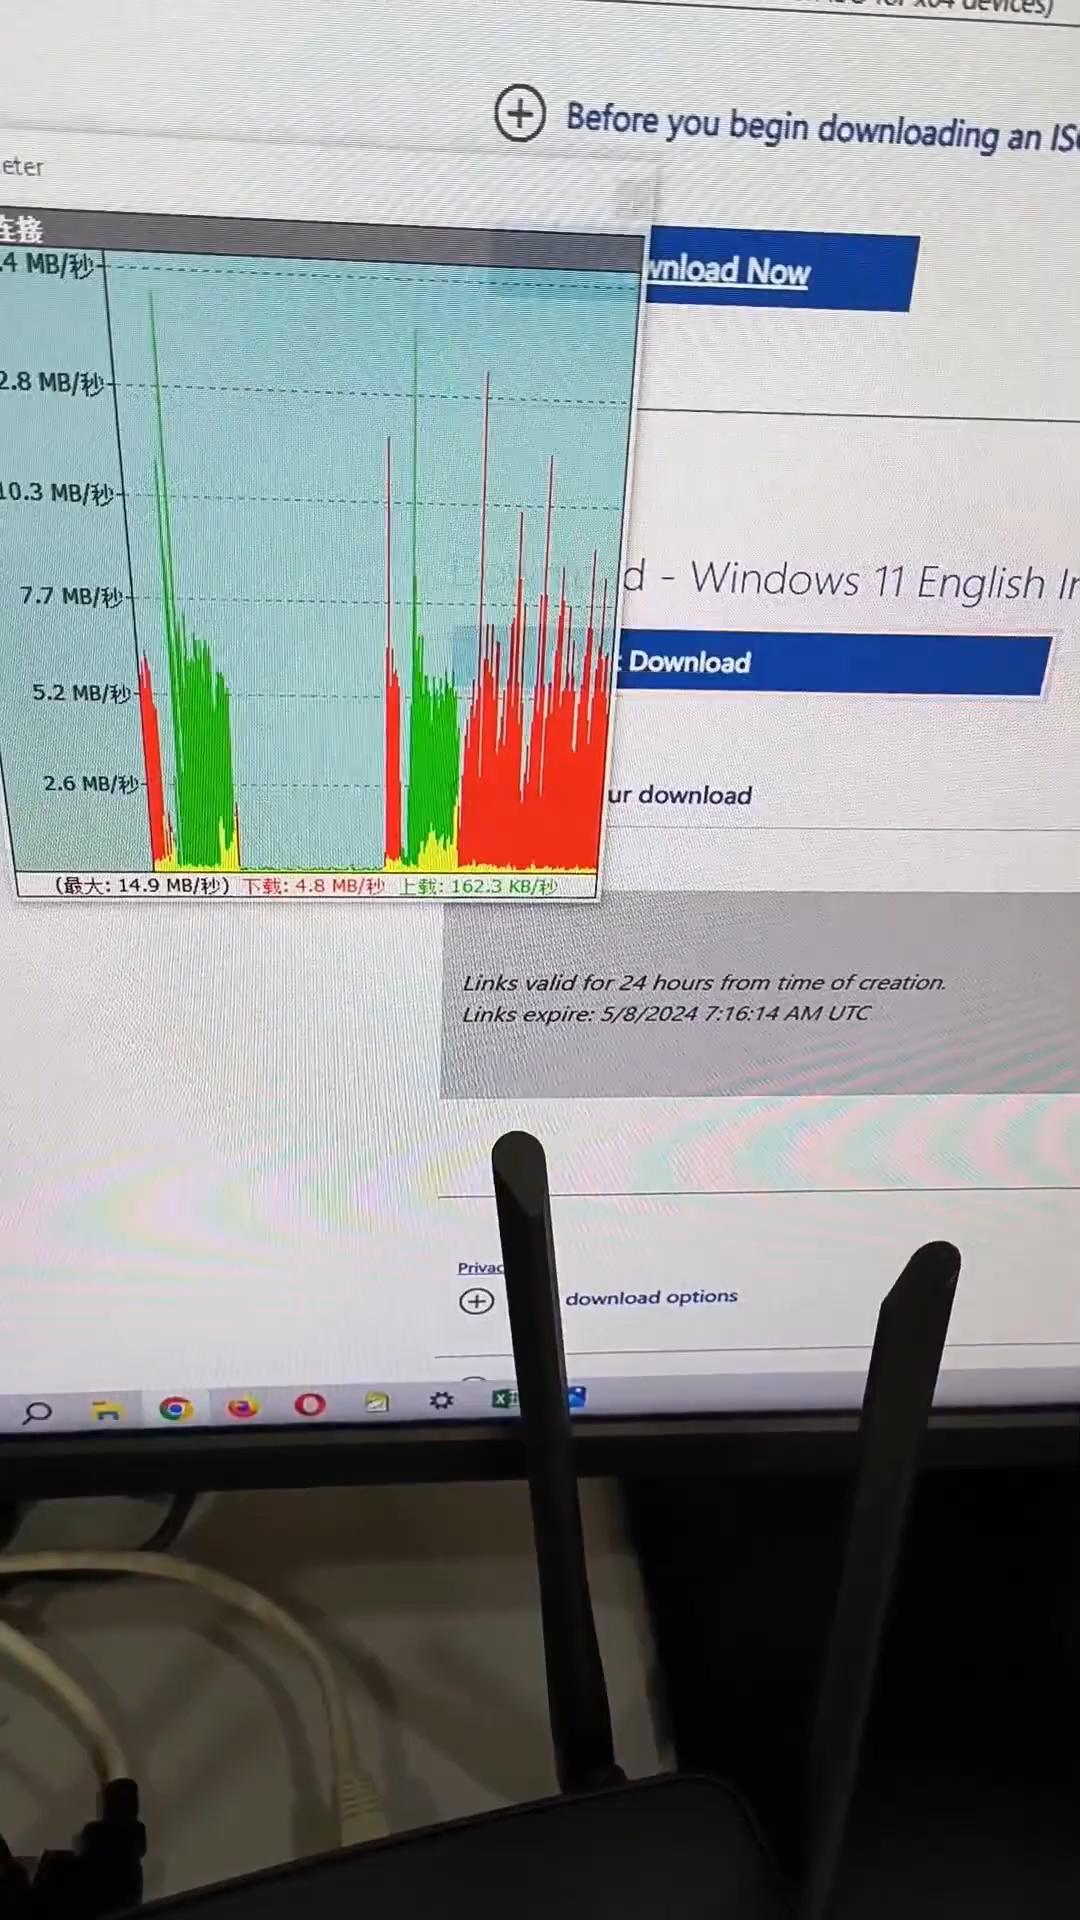 x64 devices)
Before you begin downloading an IS
eter
连接
.4 MB/秒
wnload Now
2.8 MB/秒
10.3 MB/秒
d - Windows 11 English In
7.7 MB/秒
Download
5.2 MB/秒
2.6 MB/秒
ur download
(最大: 14.9 MB/秒) 下载: 4.8 MB/秒 上载: 162.3 KB/秒
Links valid for 24 hours from time of creation.
Links expire: 5/8/2024 7:16:14 AM UTC
Privac
download options